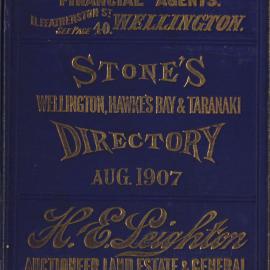 FINANCIAL AGENTS.
11, FEATHERSTON ST
SEE PAGE 40. WELLINGTON.
STONE'S
WELLINGTON, HAWKE'S BAY & TARANAKI
DIRECTORY
AUG. 1907
H. E. Leighton
AUCTIONEER LAND ESTATE & GENERAL